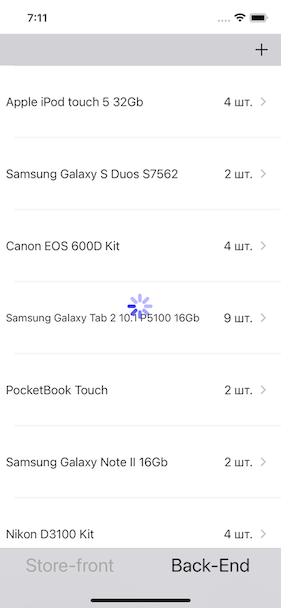 7:11
+
Apple iPod touch 5 32Gb 4 шт.
Samsung Galaxy S Duos S7562 2 шт.
Canon EOS 600D Kit 4 шт.
Samsung Galaxy Tab 2 10.1 P5100 16Gb 9 шт.
PocketBook Touch 2 шт.
Samsung Galaxy Note II 16Gb 2 шт.
Nikon D3100 Kit 4 шт.
Store-front Back-End